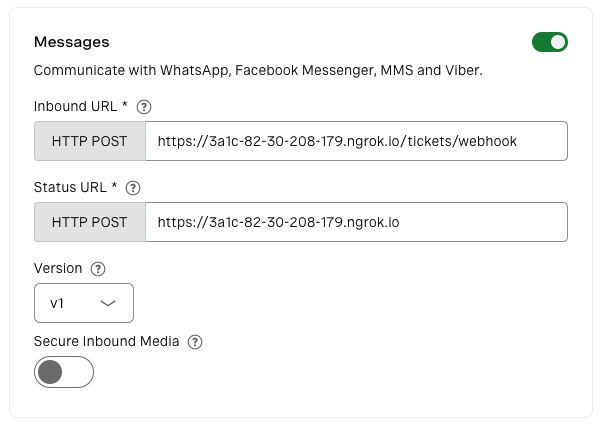 Messages
Communicate with WhatsApp, Facebook Messenger, MMS and Viber.
Inbound URL * ?
HTTP POST https://3a1c-82-30-208-179.ngrok.io/tickets/webhook
Status URL * ?
HTTP POST https://3a1c-82-30-208-179.ngrok.io
Version ?
v1
Secure Inbound Media ?